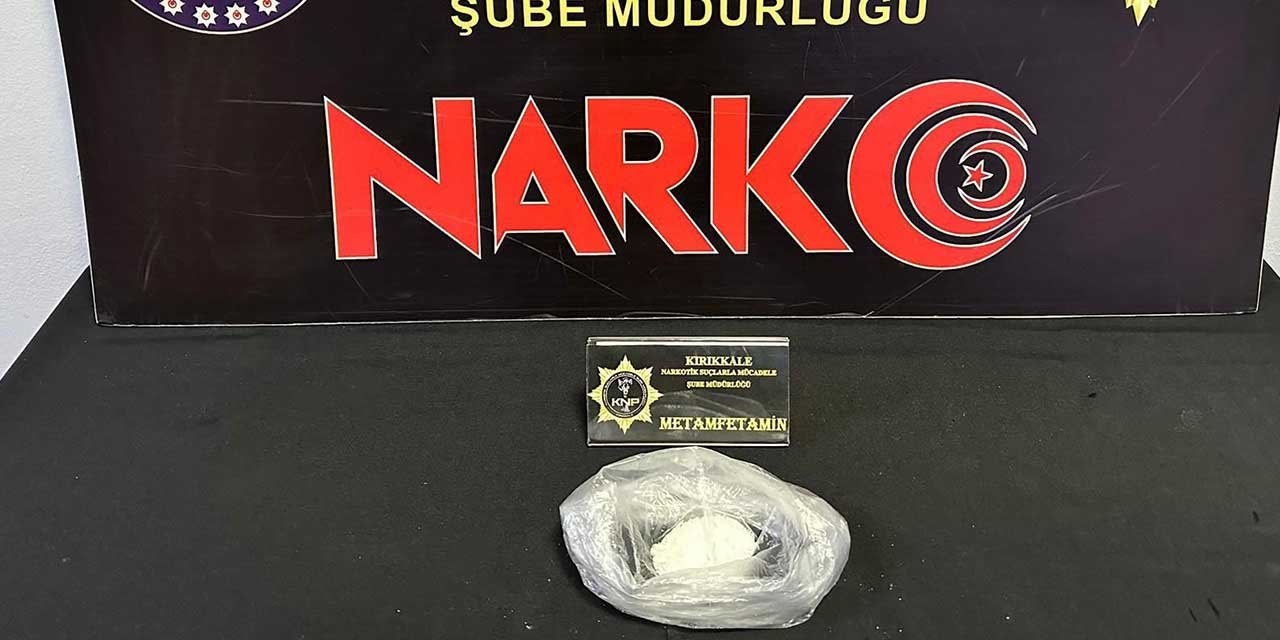 ŞUBE MÜDÜRLÜĞÜ
NARKO
KIRIKKALE
NARKOTİK SUÇLARLA MÜCADELE
ŞUBE MÜDÜRLÜĞÜ
KNP
METAMFETAMİN